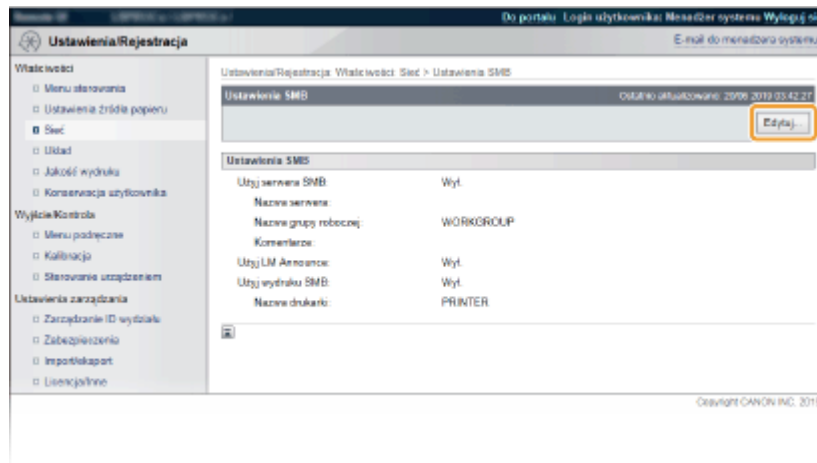 Do portalu Login użytkownika: Menedżer systemu Wyloguj si
Ustawienia/Rejestracja
E-mail do menedżera systemu
Właściwości
Menu sterowania
Ustawienia źródła papieru
Sieć
Układ
Jakość wydruku
Konserwacja użytkownika
Wyjście/Kontrola
Menu podręczne
Kalibracja
Sterowanie urządzeniem
Ustawienia zarządzania
Zarządzanie ID wydziału
Zabezpieczenia
Import/eksport
Licencja/Inne
Ustawienia/Rejestracja: Właściwości: Sieć > Ustawienia SMB
Ustawienia SMB
Ostatnio aktualizowano: 20/06 2019 03:42:27
Edytuj...
Ustawienia SMB
Użyj serwera SMB: Wył.
Nazwa serwera:
Nazwa grupy roboczej: WORKGROUP
Komentarze:
Użyj LM Announce: Wył.
Użyj wydruku SMB: Wył.
Nazwa drukarki: PRINTER
Copyright CANON INC. 201